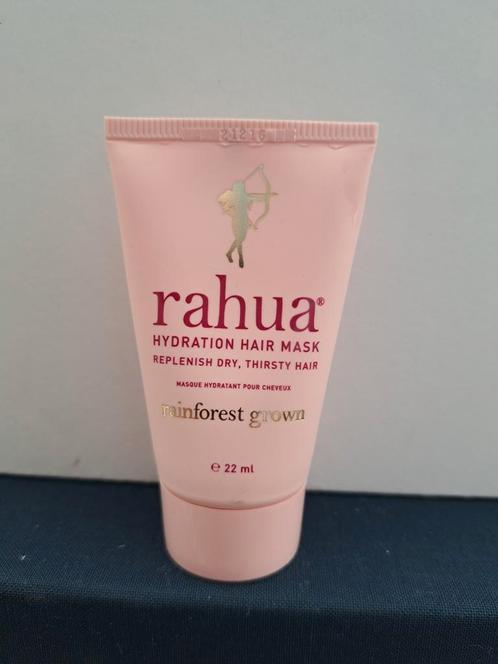 21216
rahua®
HYDRATION HAIR MASK
REPLENISH DRY, THIRSTY HAIR
MASQUE HYDRATANT POUR CHEVEUX
rainforest grown
℮ 22 ml